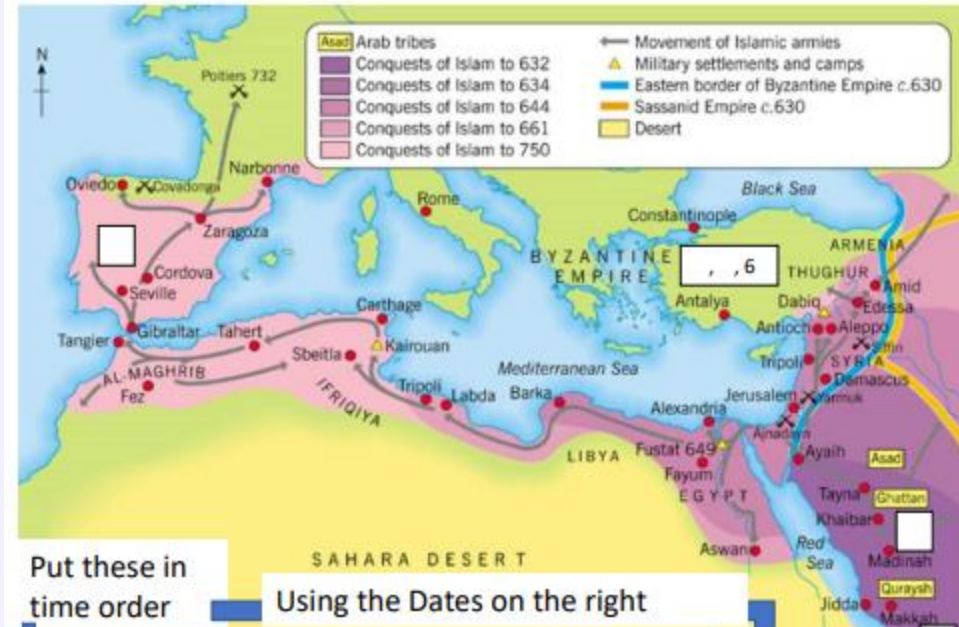 Asad Arab tribes
Conquests of Islam to 632
Conquests of Islam to 634
Conquests of Islam to 644
Conquests of Islam to 661
Conquests of Islam to 750
Movement of Islamic armies
Military settlements and camps
Eastern border of Byzantine Empire c.630
Sassanid Empire c.630
Desert
N
Poitiers 732
Narbonne
Oviedo
Covadonga
Zaragoza
Cordova
Seville
Gibraltar
Tangier
Tahert
AL-MAGHRIB
Fez
Rome
Carthage
Kairouan
Sbeitla
IFRIQIYA
Tripoli
Labda
Barka
Mediterranean Sea
LIBYA
Black Sea
Constantinople
BYZANTINE
EMPIRE
, , 6
ARMENIA
THUGHUR
Amid
Antalya
Dabiq
Edessa
Antioch
Aleppo
Siffin
Tripoli
SYRIA
Damascus
Jerusalem
Yarmuk
Ajnadayn
Alexandria
Fustat 649
Fayum
EGYPT
Ayaih
Asad
Tayna
Ghattan
Khaibar
Madinah
Red
Sea
Aswan
Quraysh
Jidda
Makkah
SAHARA DESERT
Put these in
time order
Using the Dates on the right